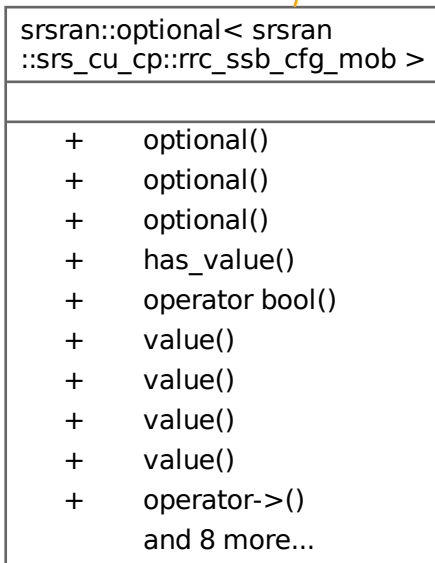 srsran::optional< srsran
::srs_cu_cp::rrc_ssb_cfg_mob >
+ optional()
+ optional()
+ optional()
+ has_value()
+ operator bool()
+ value()
+ value()
+ value()
+ value()
+ operator->()
and 8 more...